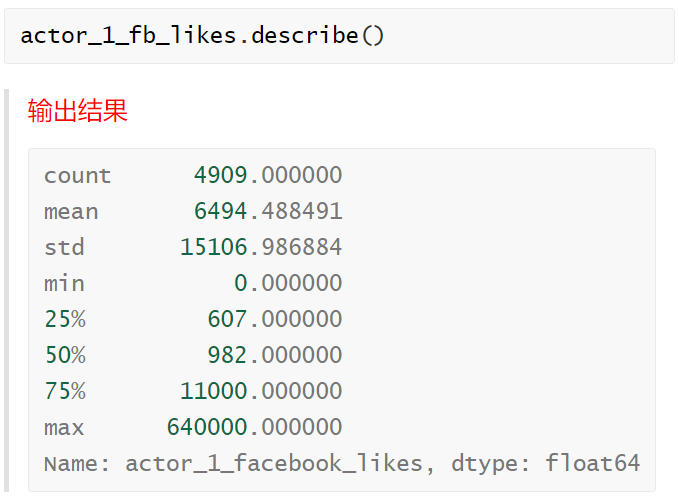 actor_1_fb_likes.describe()
输出结果
count      4909.000000
mean       6494.488491
std       15106.986884
min           0.000000
25%         607.000000
50%         982.000000
75%       11000.000000
max      640000.000000
Name: actor_1_facebook_likes, dtype: float64